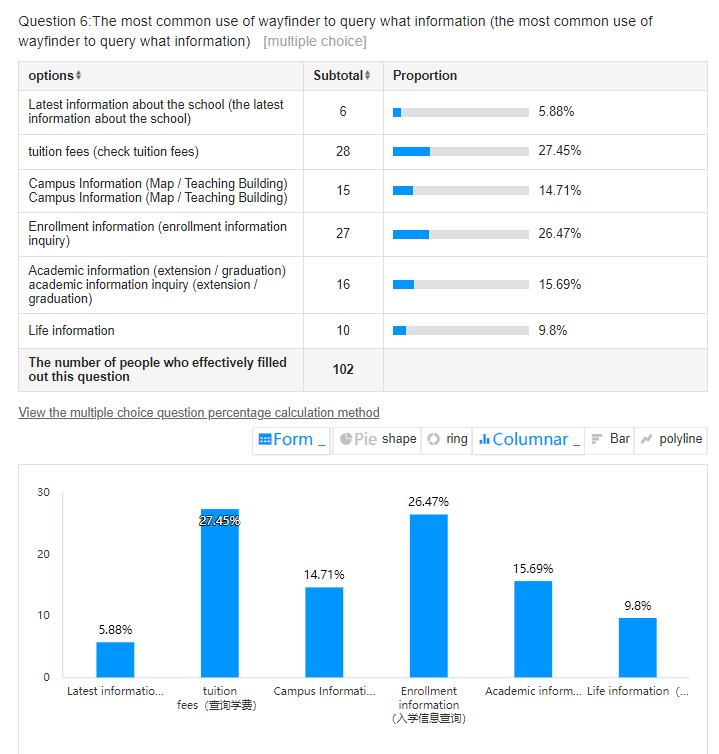 Question 6:The most common use of wayfinder to query what information (the most common use of
wayfinder to query what information) [multiple choice]
options Subtotal Proportion
Latest information about the school (the latest
information about the school) 6 5.88%
tuition fees (check tuition fees) 28 27.45%
Campus Information (Map / Teaching Building)
Campus Information (Map / Teaching Building) 15 14.71%
Enrollment information (enrollment information
inquiry) 27 26.47%
Academic information (extension / graduation)
academic information inquiry (extension /
graduation) 16 15.69%
Life information 10 9.8%
The number of people who effectively filled
out this question 102
View the multiple choice question percentage calculation method
Form _ Pie shape ring Columnar _ Bar polyline
30
20
10
0
5.88%
27.45%
14.71%
26.47%
15.69%
9.8%
Latest informatio...
tuition
fees（查询学费)
Campus Informati...
Enrollment
information
(入学信息查询)
Academic inform...
Life information（...